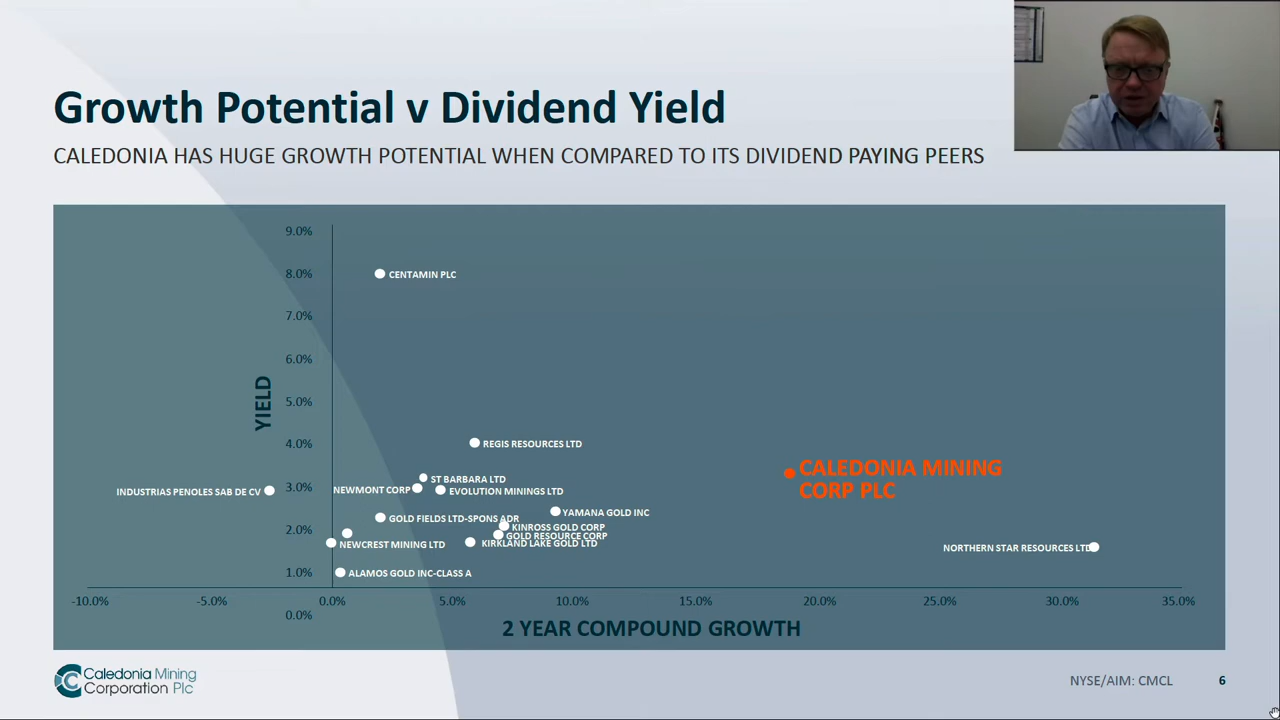 Growth Potential v Dividend Yield
CALEDONIA HAS HUGE GROWTH POTENTIAL WHEN COMPARED TO ITS DIVIDEND PAYING PEERS
9.0%
8.0%
CENTAMIN PLC
7.0%
6.0%
YIELD
5.0%
4.0%
REGIS RESOURCES LTD
CALEDONIA MINING
CORP PLC
3.0%
ST BARBARA LTD
INDUSTRIAS PENOLES SAB DE CV
NEWMONT CORP
EVOLUTION MININGS LTD
YAMANA GOLD INC
GOLD FIELDS LTD-SPONS ADR
2.0%
KINROSS GOLD CORP
GOLD RESOURCE CORP
NEWCREST MINING LTD
KIRKLAND LAKE GOLD LTD
NORTHERN STAR RESOURCES LTD
1.0%
ALAMOS GOLD INC-CLASS A
-10.0%
-5.0%
0.0%
5.0%
10.0%
15.0%
20.0%
25.0%
30.0%
35.0%
0.0%
2 YEAR COMPOUND GROWTH
Caledonia Mining
Corporation Plc
NYSE/AIM: CMCL
6